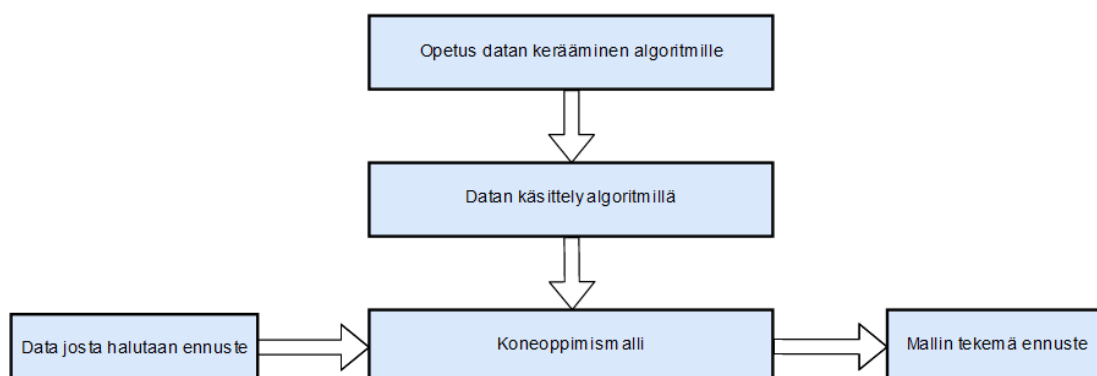 Opetus datan kerääminen algoritmille
Datan käsittely algoritmillä
Data josta halutaan ennuste
Koneoppimismalli
Mallin tekemä ennuste